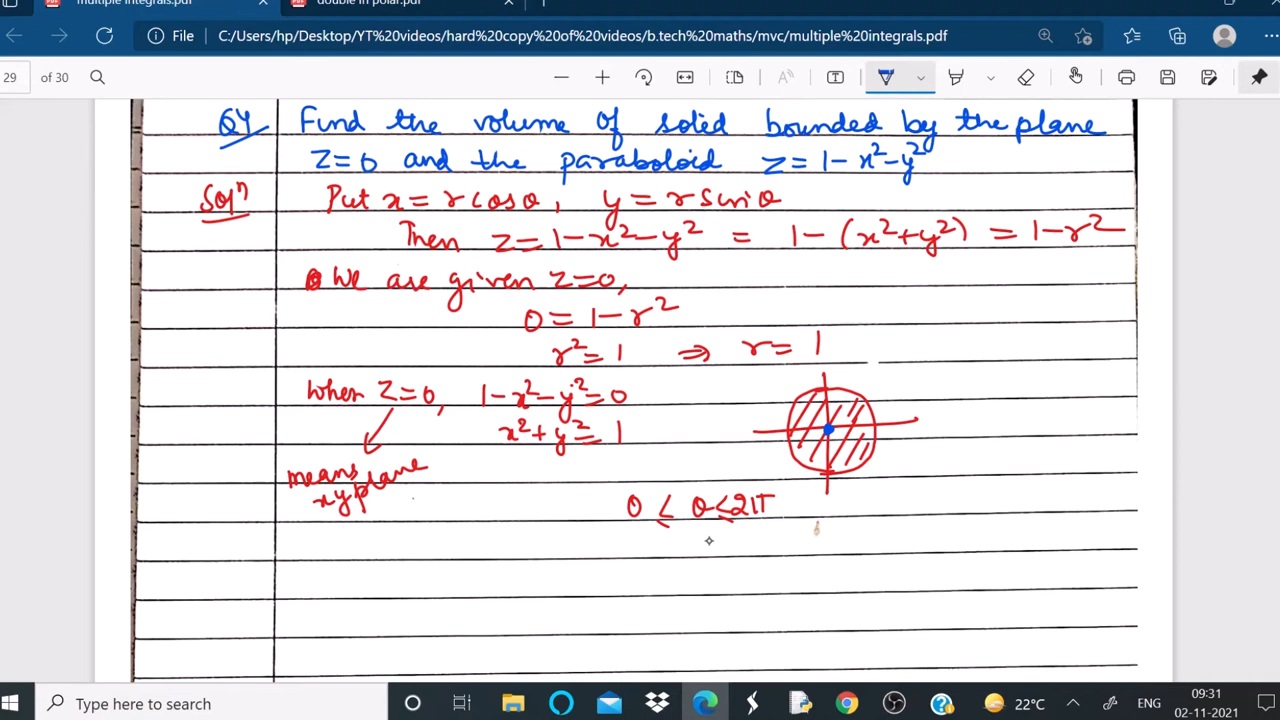 multiple integrals.pdf
double in polar.pdf
File C:/Users/hp/Desktop/YT%20videos/hard%20copy%20of%20videos/b.tech%20maths/mvc/multiple%20integrals.pdf
29 of 30
Q4 Find the volume of solid bounded by the plane
Z=0 and the paraboloid Z=1-x²-y²
Solⁿ Put x=rcosθ, y=rsinθ
Then Z=1-x²-y² = 1-(x²+y²) = 1-r²
We are given Z=0,
0=1-r²
r²=1 ⇒ r=1
When Z=0, 1-x²-y²=0
x²+y²=1
means
xy plane
0≤θ≤2π
Type here to search
22°C
ENG
09:31
02-11-2021